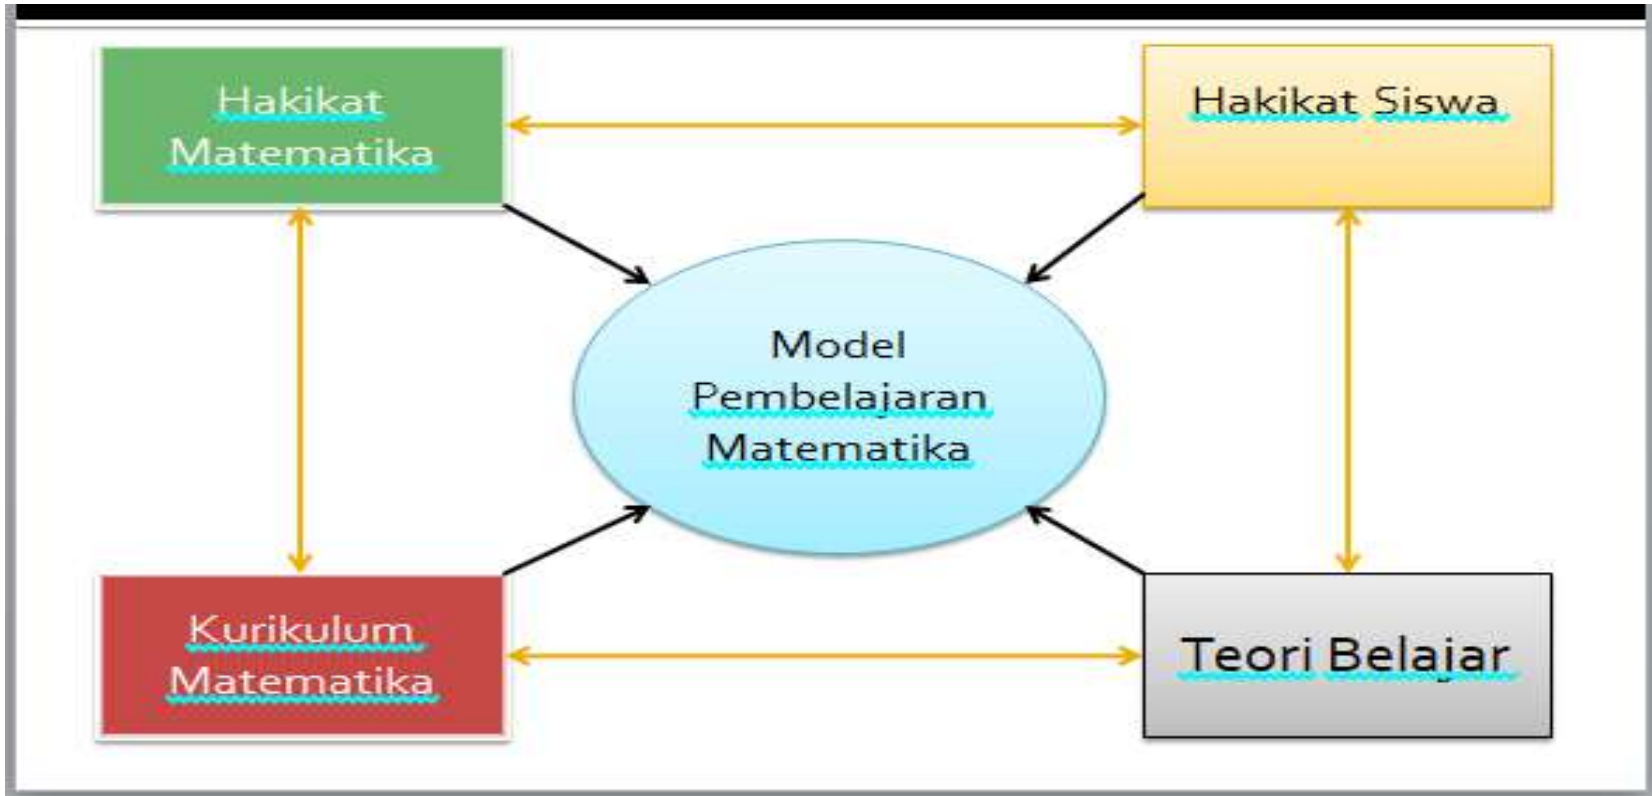 Hakikat
Matematika
Hakikat Siswa
Model
Pembelajaran
Matematika
Kurikulum
Matematika
Teori Belajar